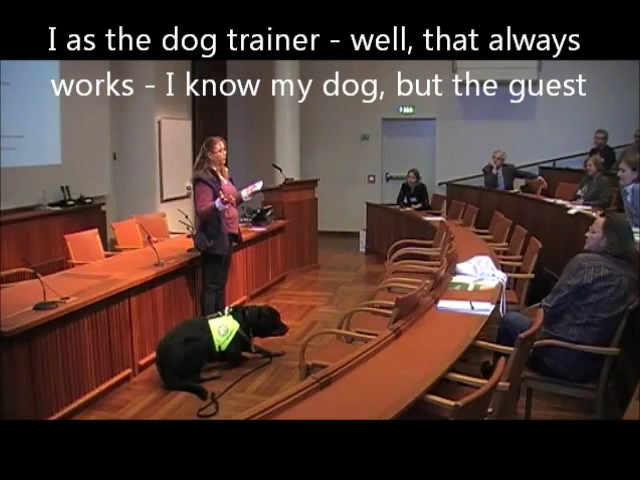 I as the dog trainer - well, that always
works - I know my dog, but the guest